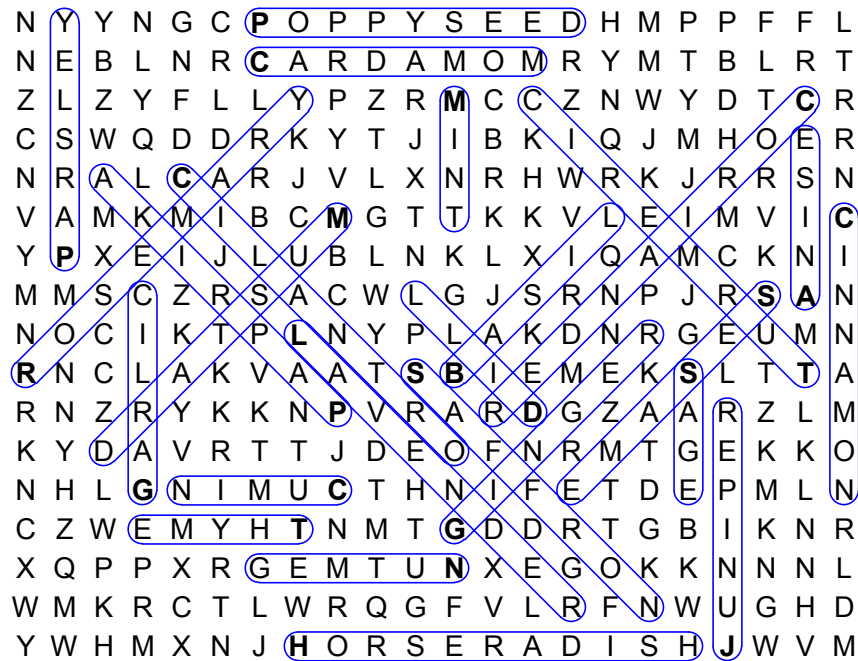 N Y Y N G C P O P P Y S E E D H M P P F F L
N E B L N R C A R D A M O M R Y M T B L R T
Z L Z Y F L L Y P Z R M C C Z N W Y D T C R
C S W Q D D R K Y T J I B K I Q J M H O E R
N R A L C A R J V L X N R H W R K J R R S N
V A M K M I B C M G T T K K V L E I M V I C
Y P X E I J L U B L N K L X I Q A M C K N I
M M S C Z R S A C W L G J S R N P J R S A N
N O C I K T P L N Y P L A K D N R G E U M N
R N C L A K V A A T S B I E M E K S L T T A
R N Z R Y K K N P V R A R D G Z A A R Z L M
K Y D A V R T T J D E O F N R M T G E K K O
N H L G N I M U C T H N I F E T D E P M L N
C Z W E M Y H T N M T G D D R T G B I K N R
X Q P P X R G E M T U N X E G O K K N N N L
W M K R C T L W R Q G F V L R F N W U G H D
Y W H M X N J H O R S E R A D I S H J W V M